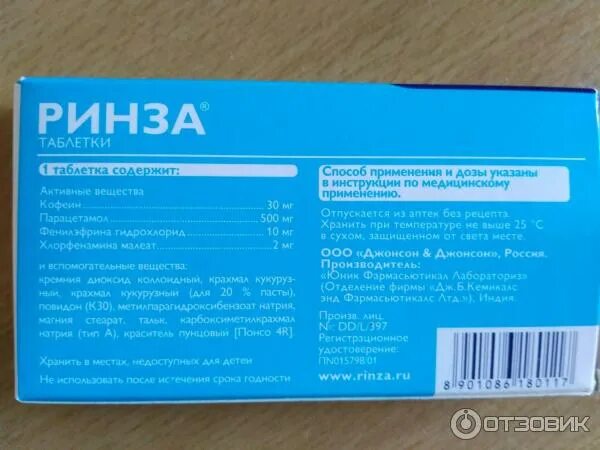 РИНЗА®
ТАБЛЕТКИ
1 таблетка содержит:
Активные вещества
Кофеин 30 мг
Парацетамол 500 мг
Фенилэфрина гидрохлорид 10 мг
Хлорфенамина малеат 2 мг
и вспомогательные вещества:
кремния диоксид коллоидный, крахмал кукуруз-
ный, крахмал кукурузный (для 20 % пасты),
повидон (К30), метилпарагидроксибензоат натрия,
магния стеарат, тальк, карбоксиметилкрахмал
натрия (тип А), краситель пунцовый [Понсо 4R]
Хранить в местах, недоступных для детей
Не использовать после истечения срока годности
Способ применения и дозы указаны
в инструкции по медицинскому
применению.
Отпускается из аптек без рецепта.
Хранить при температуре не выше 25 °C
в сухом, защищенном от света месте.
ООО «Джонсон & Джонсон», Россия.
Производитель:
«Юник Фармасьютикал Лабораториз»
(Отделение фирмы «Дж.Б.Кемикалс
энд Фармасьютикалс Лтд.»), Индия.
Произв. лиц.
№: DD/L/397
Регистрационное
удостоверение:
ПN015798/01
www.rinza.ru
8 901086 180117
ОТЗОВИК